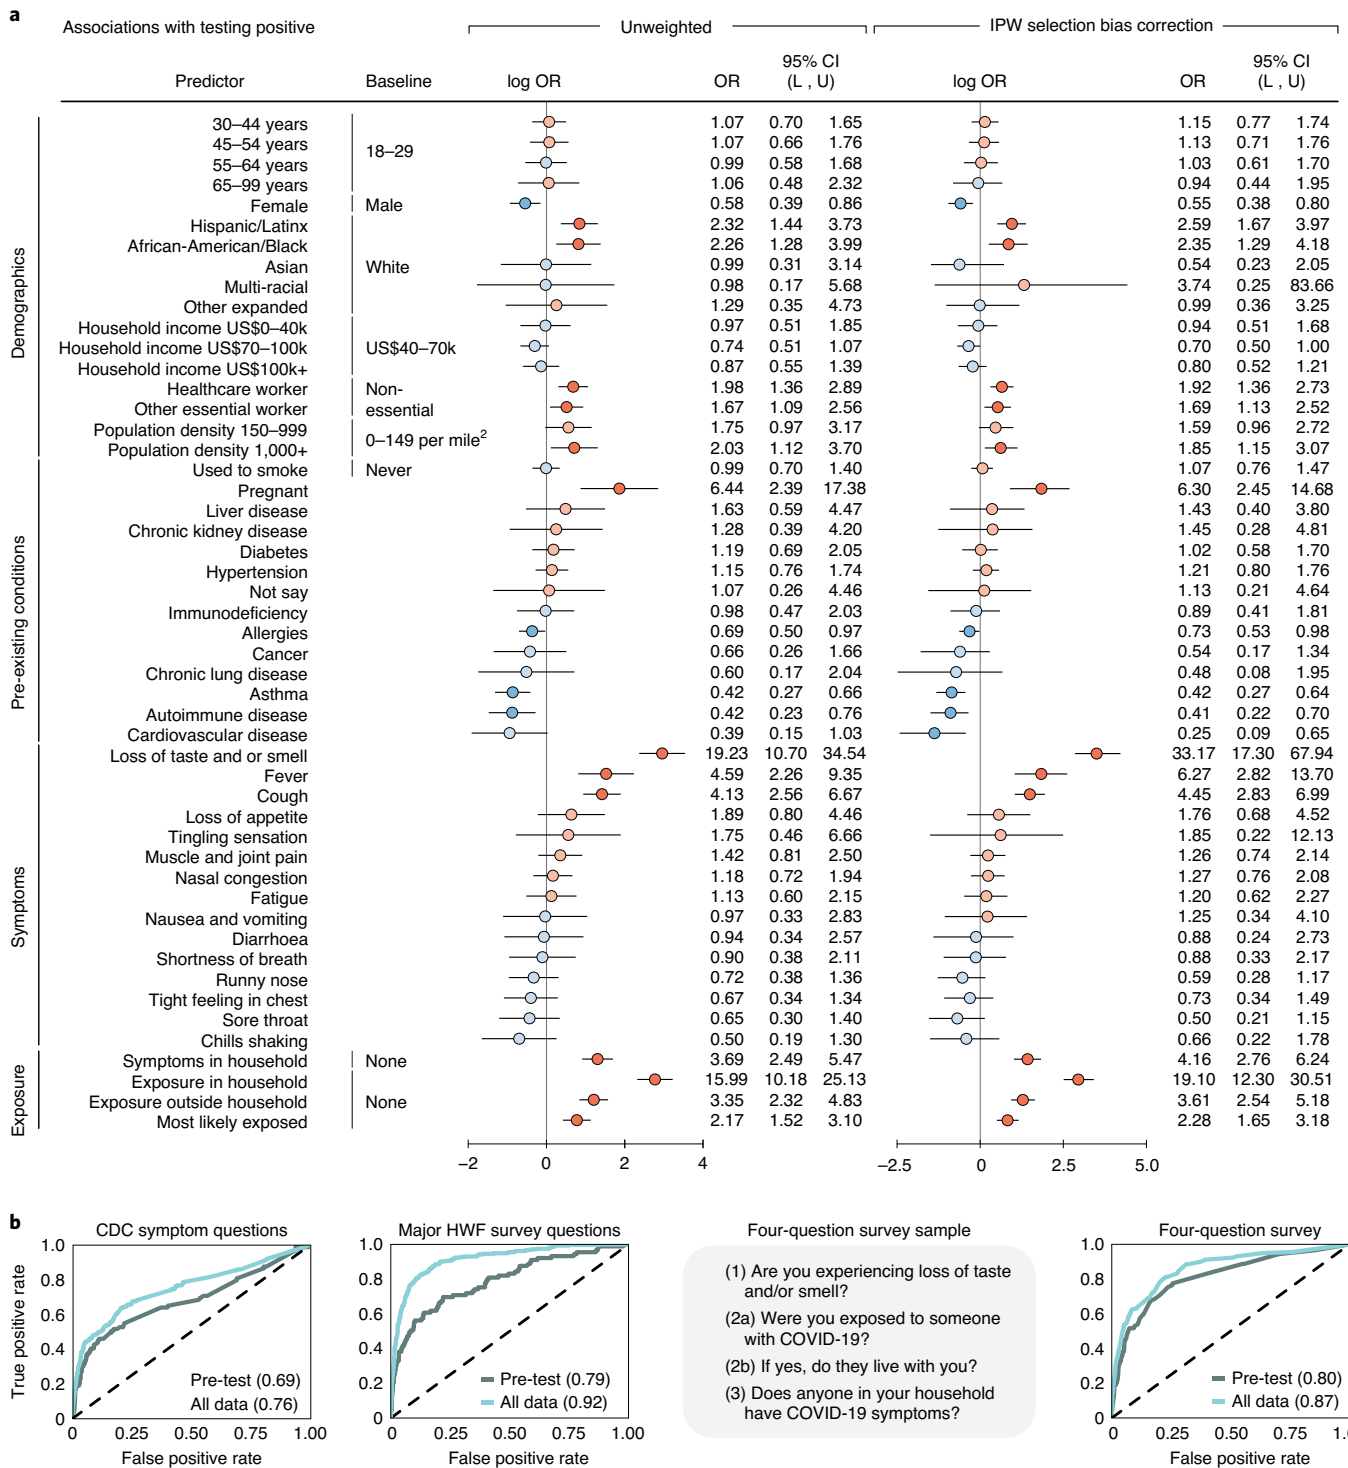 a
Associations with testing positive Unweighted IPW selection bias correction
Predictor Baseline log OR OR 95% CI (L , U) log OR OR 95% CI (L , U)
Demographics
30–44 years 18–29 1.07 0.70 1.65 1.15 0.77 1.74
45–54 years 1.07 0.66 1.76 1.13 0.71 1.76
55–64 years 0.99 0.58 1.68 1.03 0.61 1.70
65–99 years 1.06 0.48 2.32 0.94 0.44 1.95
Female Male 0.58 0.39 0.86 0.55 0.38 0.80
Hispanic/Latinx White 2.32 1.44 3.73 2.59 1.67 3.97
African-American/Black 2.26 1.28 3.99 2.35 1.29 4.18
Asian 0.99 0.31 3.14 0.54 0.23 2.05
Multi-racial 0.98 0.17 5.68 3.74 0.25 83.66
Other expanded 1.29 0.35 4.73 0.99 0.36 3.25
Household income US$0–40k US$40–70k 0.97 0.51 1.85 0.94 0.51 1.68
Household income US$70–100k 0.74 0.51 1.07 0.70 0.50 1.00
Household income US$100k+ 0.87 0.55 1.39 0.80 0.52 1.21
Healthcare worker Non- 1.98 1.36 2.89 1.92 1.36 2.73
Other essential worker essential 1.67 1.09 2.56 1.69 1.13 2.52
Population density 150–999 0–149 per mile2 1.75 0.97 3.17 1.59 0.96 2.72
Population density 1,000+ 2.03 1.12 3.70 1.85 1.15 3.07
Pre-existing conditions
Used to smoke Never 0.99 0.70 1.40 1.07 0.76 1.47
Pregnant 6.44 2.39 17.38 6.30 2.45 14.68
Liver disease 1.63 0.59 4.47 1.43 0.40 3.80
Chronic kidney disease 1.28 0.39 4.20 1.45 0.28 4.81
Diabetes 1.19 0.69 2.05 1.02 0.58 1.70
Hypertension 1.15 0.76 1.74 1.21 0.80 1.76
Not say 1.07 0.26 4.46 1.13 0.21 4.64
Immunodeficiency 0.98 0.47 2.03 0.89 0.41 1.81
Allergies 0.69 0.50 0.97 0.73 0.53 0.98
Cancer 0.66 0.26 1.66 0.54 0.17 1.34
Chronic lung disease 0.60 0.17 2.04 0.48 0.08 1.95
Asthma 0.42 0.27 0.66 0.42 0.27 0.64
Autoimmune disease 0.42 0.23 0.76 0.41 0.22 0.70
Cardiovascular disease 0.39 0.15 1.03 0.25 0.09 0.65
Symptoms
Loss of taste and or smell 19.23 10.70 34.54 33.17 17.30 67.94
Fever 4.59 2.26 9.35 6.27 2.82 13.70
Cough 4.13 2.56 6.67 4.45 2.83 6.99
Loss of appetite 1.89 0.80 4.46 1.76 0.68 4.52
Tingling sensation 1.75 0.46 6.66 1.85 0.22 12.13
Muscle and joint pain 1.42 0.81 2.50 1.26 0.74 2.14
Nasal congestion 1.18 0.72 1.94 1.27 0.76 2.08
Fatigue 1.13 0.60 2.15 1.20 0.62 2.27
Nausea and vomiting 0.97 0.33 2.83 1.25 0.34 4.10
Diarrhoea 0.94 0.34 2.57 0.88 0.24 2.73
Shortness of breath 0.90 0.38 2.11 0.88 0.33 2.17
Runny nose 0.72 0.38 1.36 0.59 0.28 1.17
Tight feeling in chest 0.67 0.34 1.34 0.73 0.34 1.49
Sore throat 0.65 0.30 1.40 0.50 0.21 1.15
Chills shaking 0.50 0.19 1.30 0.66 0.22 1.78
Exposure
Symptoms in household None 3.69 2.49 5.47 4.16 2.76 6.24
Exposure in household None 15.99 10.18 25.13 19.10 12.30 30.51
Exposure outside household 3.35 2.32 4.83 3.61 2.54 5.18
Most likely exposed 2.17 1.52 3.10 2.28 1.65 3.18
−2 0 2 4 −2.5 0 2.5 5.0
b
CDC symptom questions
True positive rate
1.0
0.8
0.6
0.4
0.2
0
Pre-test (0.69)
All data (0.76)
0 0.25 0.50 0.75 1.00
False positive rate
Major HWF survey questions
1.0
0.8
0.6
0.4
0.2
0
Pre-test (0.79)
All data (0.92)
0 0.25 0.50 0.75 1.00
False positive rate
Four-question survey sample
(1) Are you experiencing loss of taste
and/or smell?
(2a) Were you exposed to someone
with COVID-19?
(2b) If yes, do they live with you?
(3) Does anyone in your household
have COVID-19 symptoms?
Four-question survey
1.0
0.8
0.6
0.4
0.2
0
Pre-test (0.80)
All data (0.87)
0 0.25 0.50 0.75 1.0
False positive rate